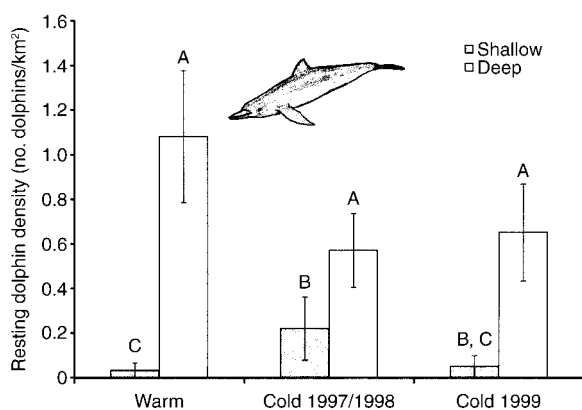 Resting dolphin density (no. dolphins/km²)
1.6
1.4
1.2
1.0
0.8
0.6
0.4
0.2
0
Shallow
Deep
C
A
B
A
B, C
A
Warm
Cold 1997/1998
Cold 1999